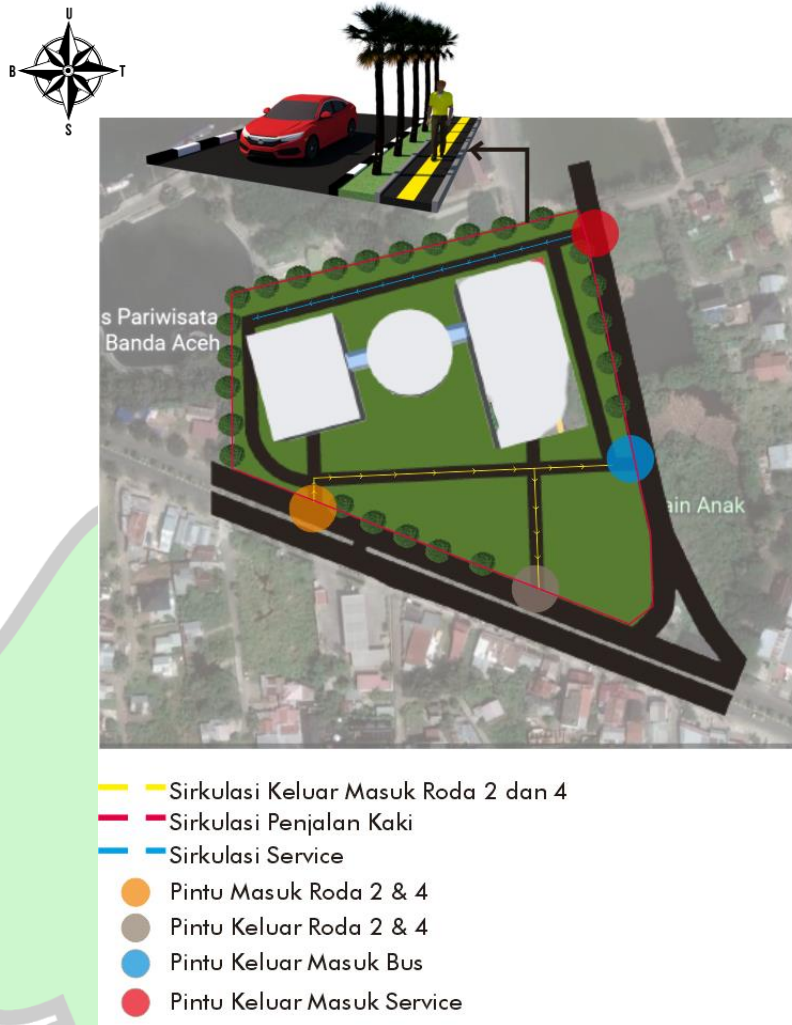 U
B
T
S
s Pariwisata
Banda Aceh
ain Anak
Sirkulasi Keluar Masuk Roda 2 dan 4
Sirkulasi Penjalan Kaki
Sirkulasi Service
Pintu Masuk Roda 2 & 4
Pintu Keluar Roda 2 & 4
Pintu Keluar Masuk Bus
Pintu Keluar Masuk Service